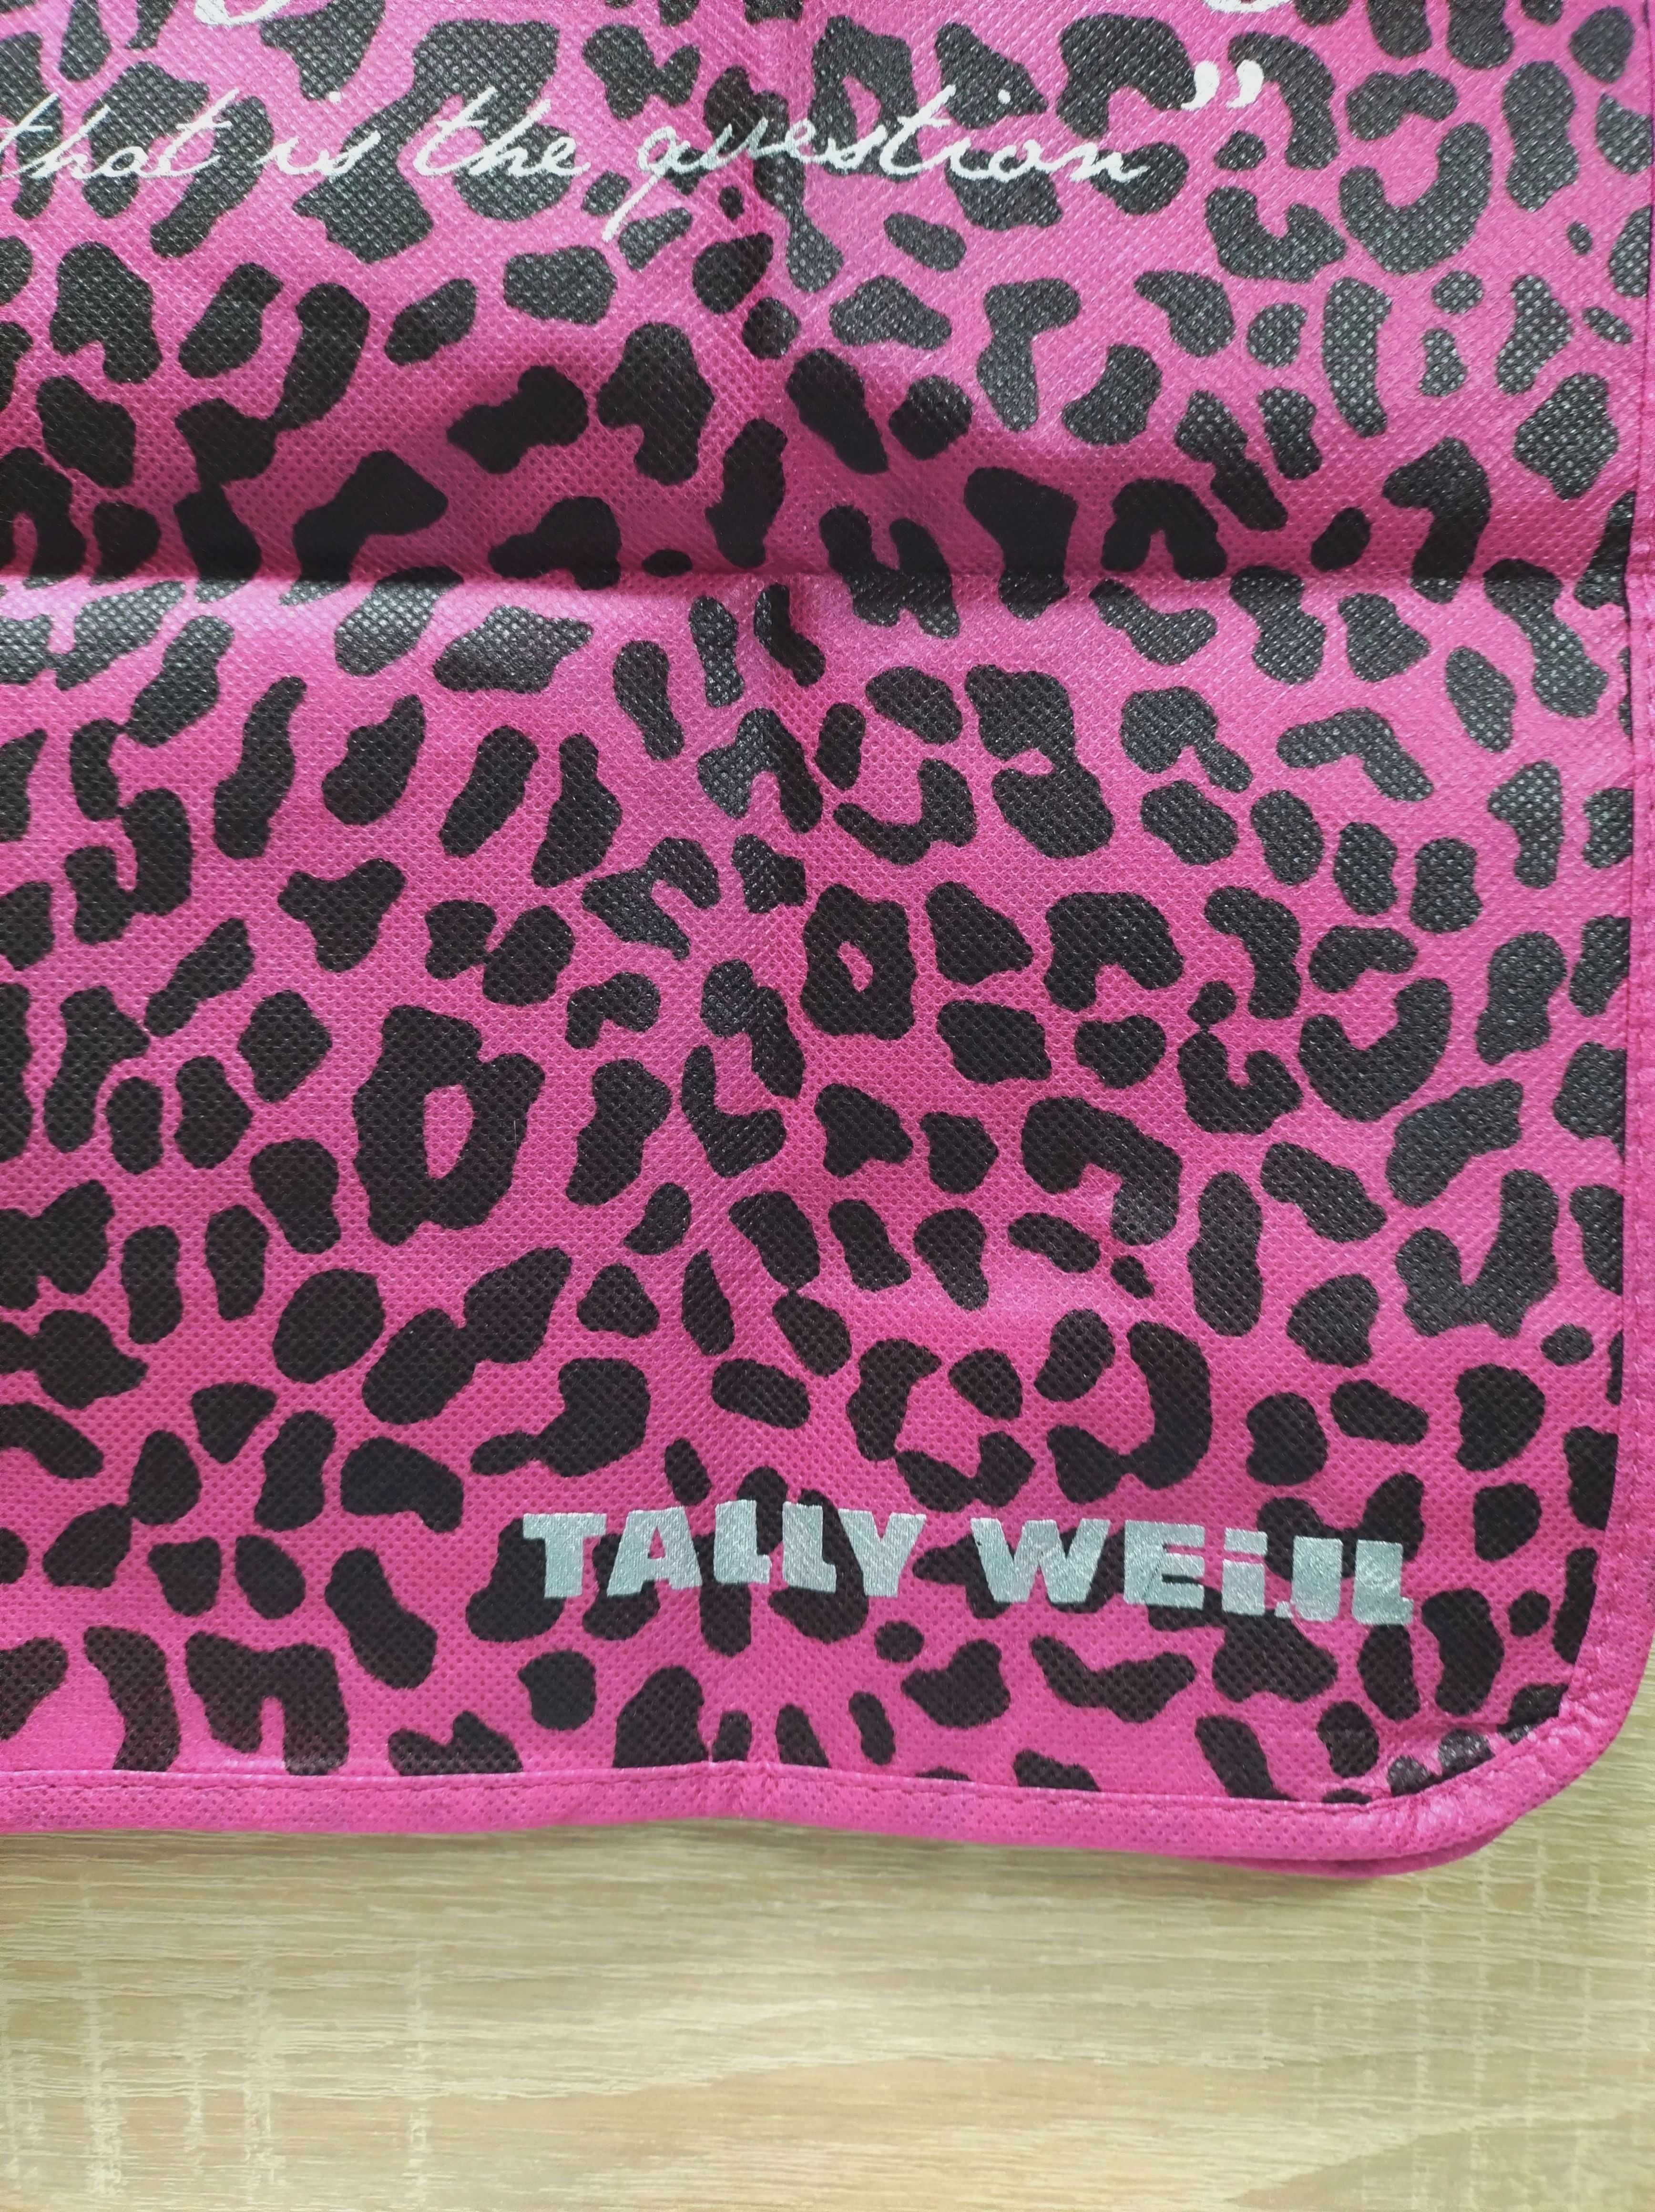 that is the question”
TALLY WEiJL